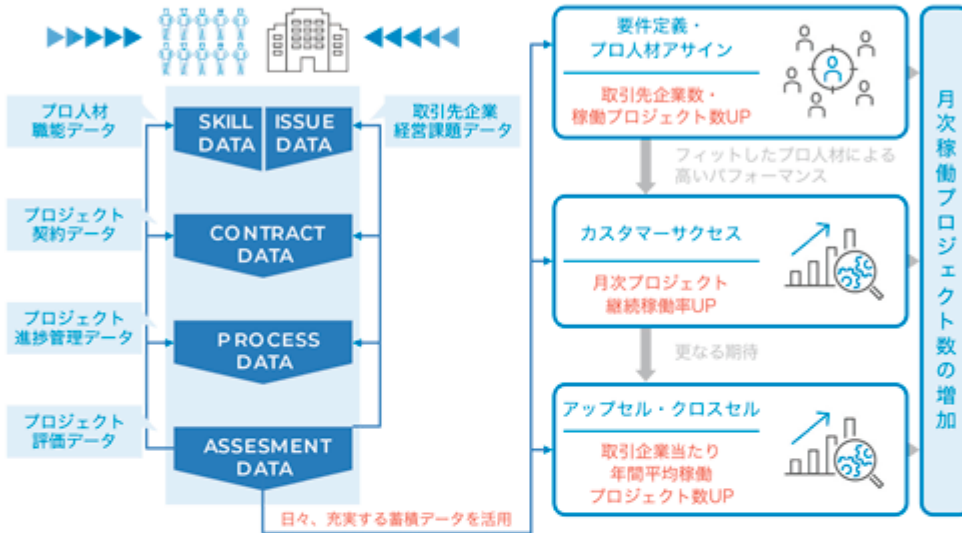 プロ人材
職能データ
取引先企業
経営課題データ
SKILL
DATA
ISSUE
DATA
プロジェクト
契約データ
CONTRACT
DATA
プロジェクト
進捗管理データ
PROCESS
DATA
プロジェクト
評価データ
ASSESMENT
DATA
日々、充実する蓄積データを活用
要件定義・
プロ人材アサイン
取引先企業数・
稼働プロジェクト数UP
フィットしたプロ人材による
高いパフォーマンス
カスタマーサクセス
月次プロジェクト
継続稼働率UP
更なる期待
アップセル・クロスセル
取引企業当たり
年間平均稼働
プロジェクト数UP
月次稼働プロジェクト数の増加